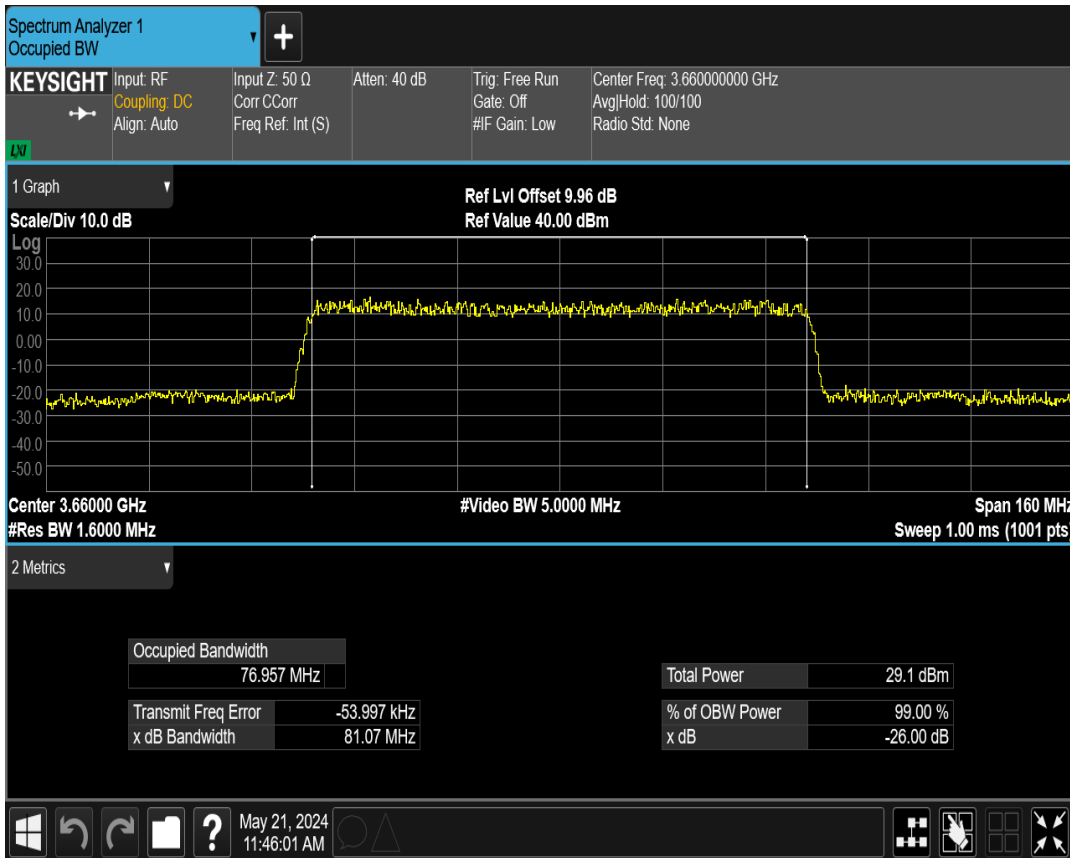 Spectrum Analyzer 1
Occupied BW
+
KEYSIGHT
LXI
Input: RF
Coupling: DC
Align: Auto
Input Z: 50 Ω
Corr CCorr
Freq Ref: Int (S)
Atten: 40 dB
Trig: Free Run
Gate: Off
#IF Gain: Low
Center Freq: 3.660000000 GHz
Avg|Hold: 100/100
Radio Std: None
1 Graph
Scale/Div 10.0 dB
Ref Lvl Offset 9.96 dB
Ref Value 40.00 dBm
Log
30.0
20.0
10.0
0.00
-10.0
-20.0
-30.0
-40.0
-50.0
Center 3.66000 GHz
#Video BW 5.0000 MHz
Span 160 MHz
#Res BW 1.6000 MHz
Sweep 1.00 ms (1001 pts)
2 Metrics
Occupied Bandwidth
76.957 MHz
Total Power 29.1 dBm
Transmit Freq Error -53.997 kHz
% of OBW Power 99.00 %
x dB Bandwidth 81.07 MHz
x dB -26.00 dB
?
May 21, 2024
11:46:01 AM